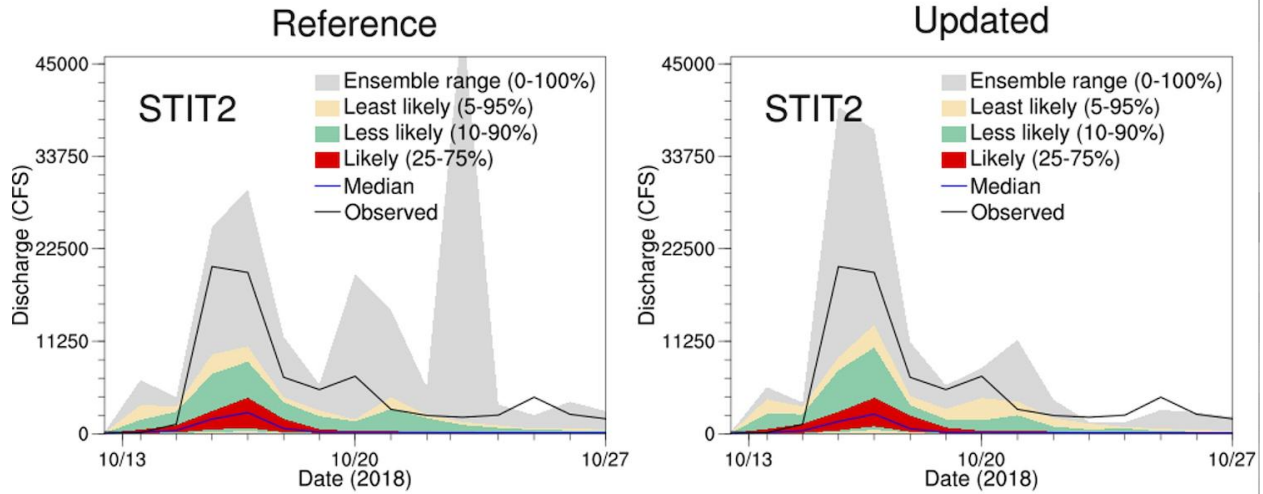 Reference
Discharge (CFS)
45000
33750
22500
11250
0
STIT2
Ensemble range (0-100%)
Least likely (5-95%)
Less likely (10-90%)
Likely (25-75%)
Median
Observed
10/13
10/20
10/27
Date (2018)
Updated
Discharge (CFS)
45000
33750
22500
11250
0
STIT2
Ensemble range (0-100%)
Least likely (5-95%)
Less likely (10-90%)
Likely (25-75%)
Median
Observed
10/13
10/20
10/27
Date (2018)